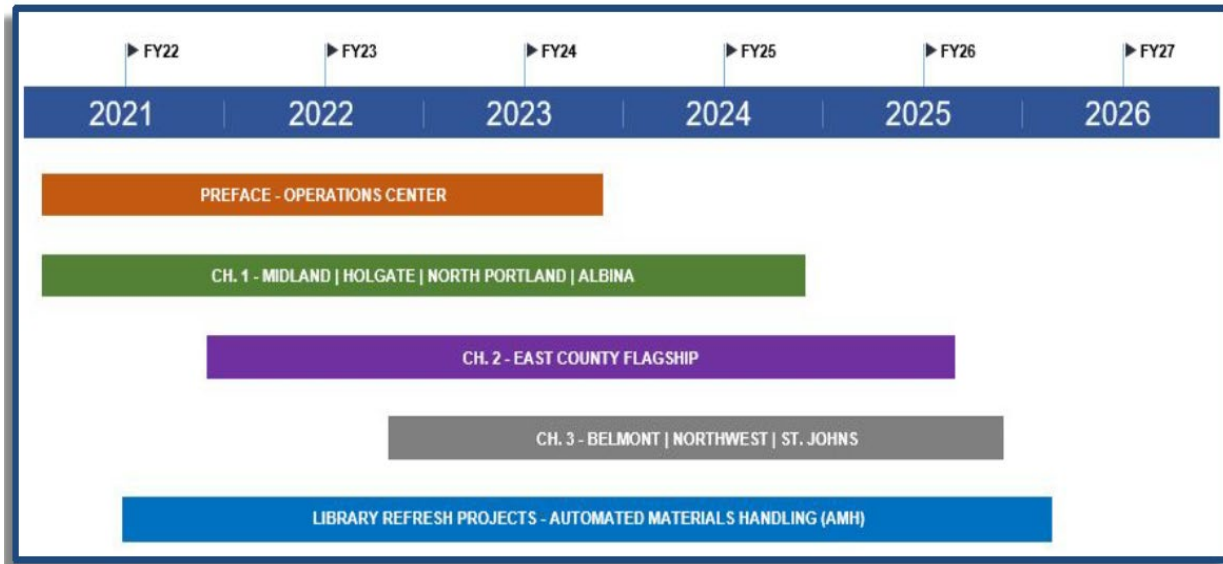 FY22 FY23 FY24 FY25 FY26 FY27
2021 2022 2023 2024 2025 2026
PREFACE - OPERATIONS CENTER
CH. 1 - MIDLAND | HOLGATE | NORTH PORTLAND | ALBINA
CH. 2 - EAST COUNTY FLAGSHIP
CH. 3 - BELMONT | NORTHWEST | ST. JOHNS
LIBRARY REFRESH PROJECTS - AUTOMATED MATERIALS HANDLING (AMH)